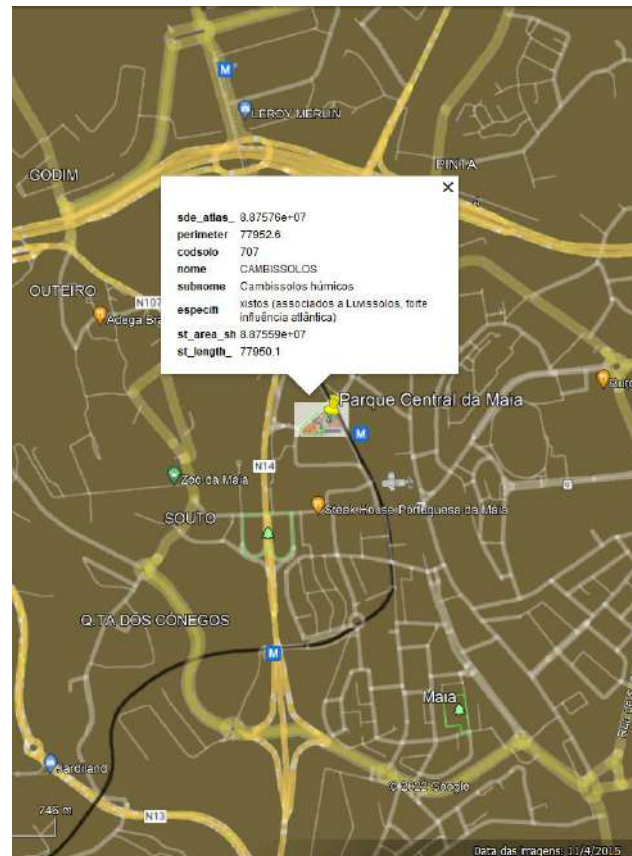 M
LEROY MERLIN
GODIM
PINTA
sde_atlas_ 8.87576e+07
perimeter 77952.6
codsolo 707
nome CAMBISSOLOS
subnome Cambissolos húmicos
especifi xistos (associados a Luvissolos, forte
influência atlântica)
st_area_sh 8.87559e+07
st_length_ 77950.1
OUTEIRO
N107
Adega Bra
Parque Central da Maia
M
N14
Zoo da Maia
Steak House Portuguesa da Maia
SOUTO
Q.TA DOS CÓNEGOS
M
Maia
Jardiland
© 2022 Google
746 m
N13
Data das imagens: 11/4/2015